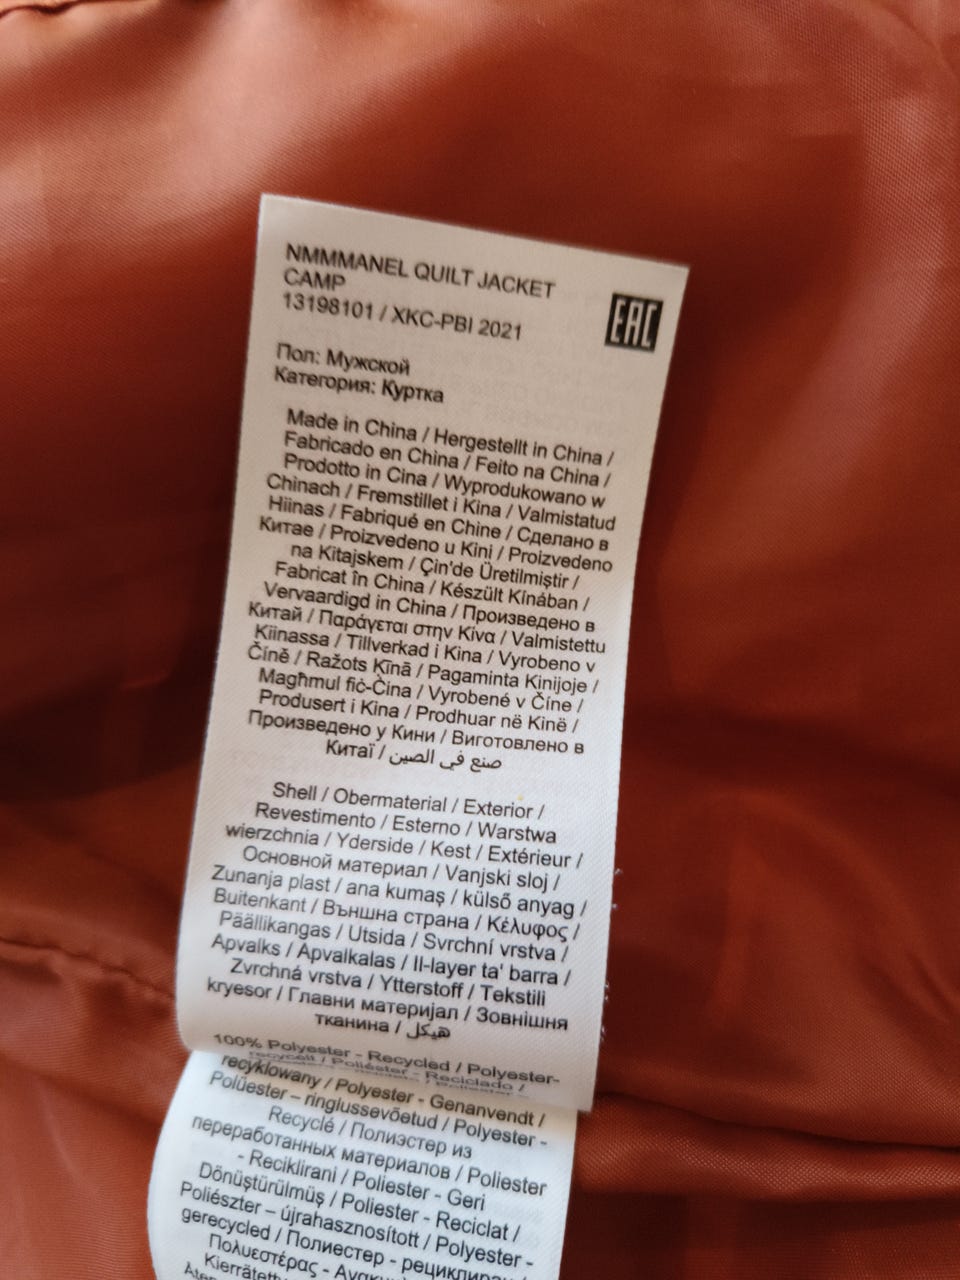 NMMMANEL QUILT JACKET
CAMP
13198101 / XKC-PBI 2021
EAC
Пол: Мужской
Категория: Куртка
Made in China / Hergestellt in China /
Fabricado en China / Feito na China /
Prodotto in Cina / Wyprodukowano w
Chinach / Fremstillet i Kina / Valmistatud
Hiinas / Fabriqué en Chine / Сделано в
Китае / Proizvedeno u Kini / Proizvedeno
na Kitajskem / Çin'de Üretilmiştir /
Fabricat în China / Készült Kínában /
Vervaardigd in China / Произведено в
Китай / Παράγεται στην Κίνα / Valmistettu
Kiinassa / Tillverkad i Kina / Vyrobeno v
Číně / Ražots Ķīnā / Pagaminta Kinijoje /
Magħmul fiċ-Ċina / Vyrobené v Číne /
Produsert i Kina / Prodhuar në Kinë /
Произведено у Кини / Виготовлено в
Китаї / صنع في الصين
Shell / Obermaterial / Exterior /
Revestimento / Esterno / Warstwa
wierzchnia / Yderside / Kest / Extérieur /
Основной материал / Vanjski sloj /
Zunanja plast / ana kumaş / külső anyag /
Buitenkant / Външна страна / Κέλυφος /
Päällikangas / Utsida / Svrchní vrstva /
Apvalks / Apvalkalas / Il-layer ta' barra /
Zvrchná vrstva / Ytterstoff / Tekstili
kryesor / Главни материјал / Зовнішня
тканина / هيكل
100% Polyester - Recycled / Polyester-
recycelt / Poliéster - Reciclado /
recyklowany / Polyester - Genanvendt /
Polüester – ringlussevõetud / Polyester -
Recyclé / Полиэстер из
переработанных материалов / Poliester
- Reciklirani / Poliester - Geri
Dönüştürülmüş / Poliester - Reciclat /
Poliészter – újrahasznosított / Polyester -
gerecycled / Полиестер - рециклиран /
Πολυεστέρας -